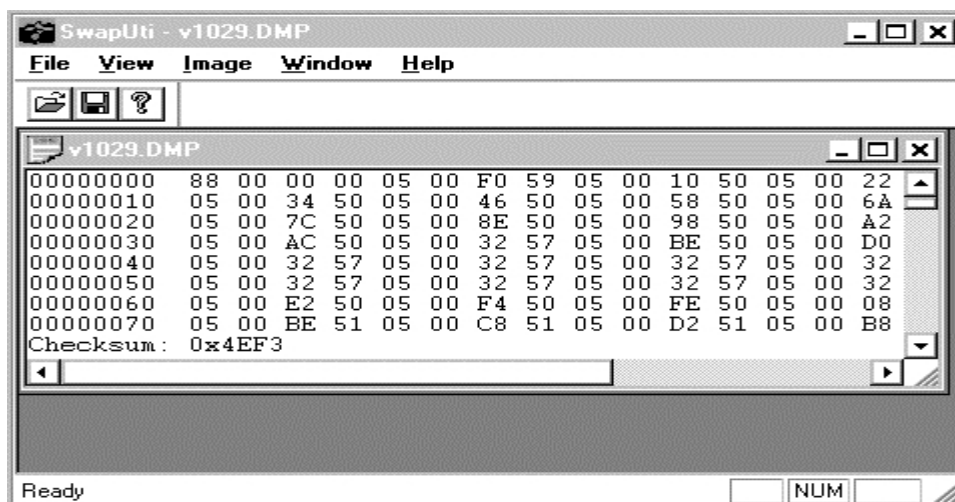 SwapUti - v1029.DMP
File View Image Window Help
v1029.DMP
00000000 88 00 00 00 05 00 F0 59 05 00 10 50 05 00 22
00000010 05 00 34 50 05 00 46 50 05 00 58 50 05 00 6A
00000020 05 00 7C 50 05 00 8E 50 05 00 98 50 05 00 A2
00000030 05 00 AC 50 05 00 32 57 05 00 BE 50 05 00 D0
00000040 05 00 32 57 05 00 32 57 05 00 32 57 05 00 32
00000050 05 00 32 57 05 00 32 57 05 00 32 57 05 00 32
00000060 05 00 E2 50 05 00 F4 50 05 00 FE 50 05 00 08
00000070 05 00 BE 51 05 00 C8 51 05 00 D2 51 05 00 B8
Checksum: 0x4EF3
Ready NUM